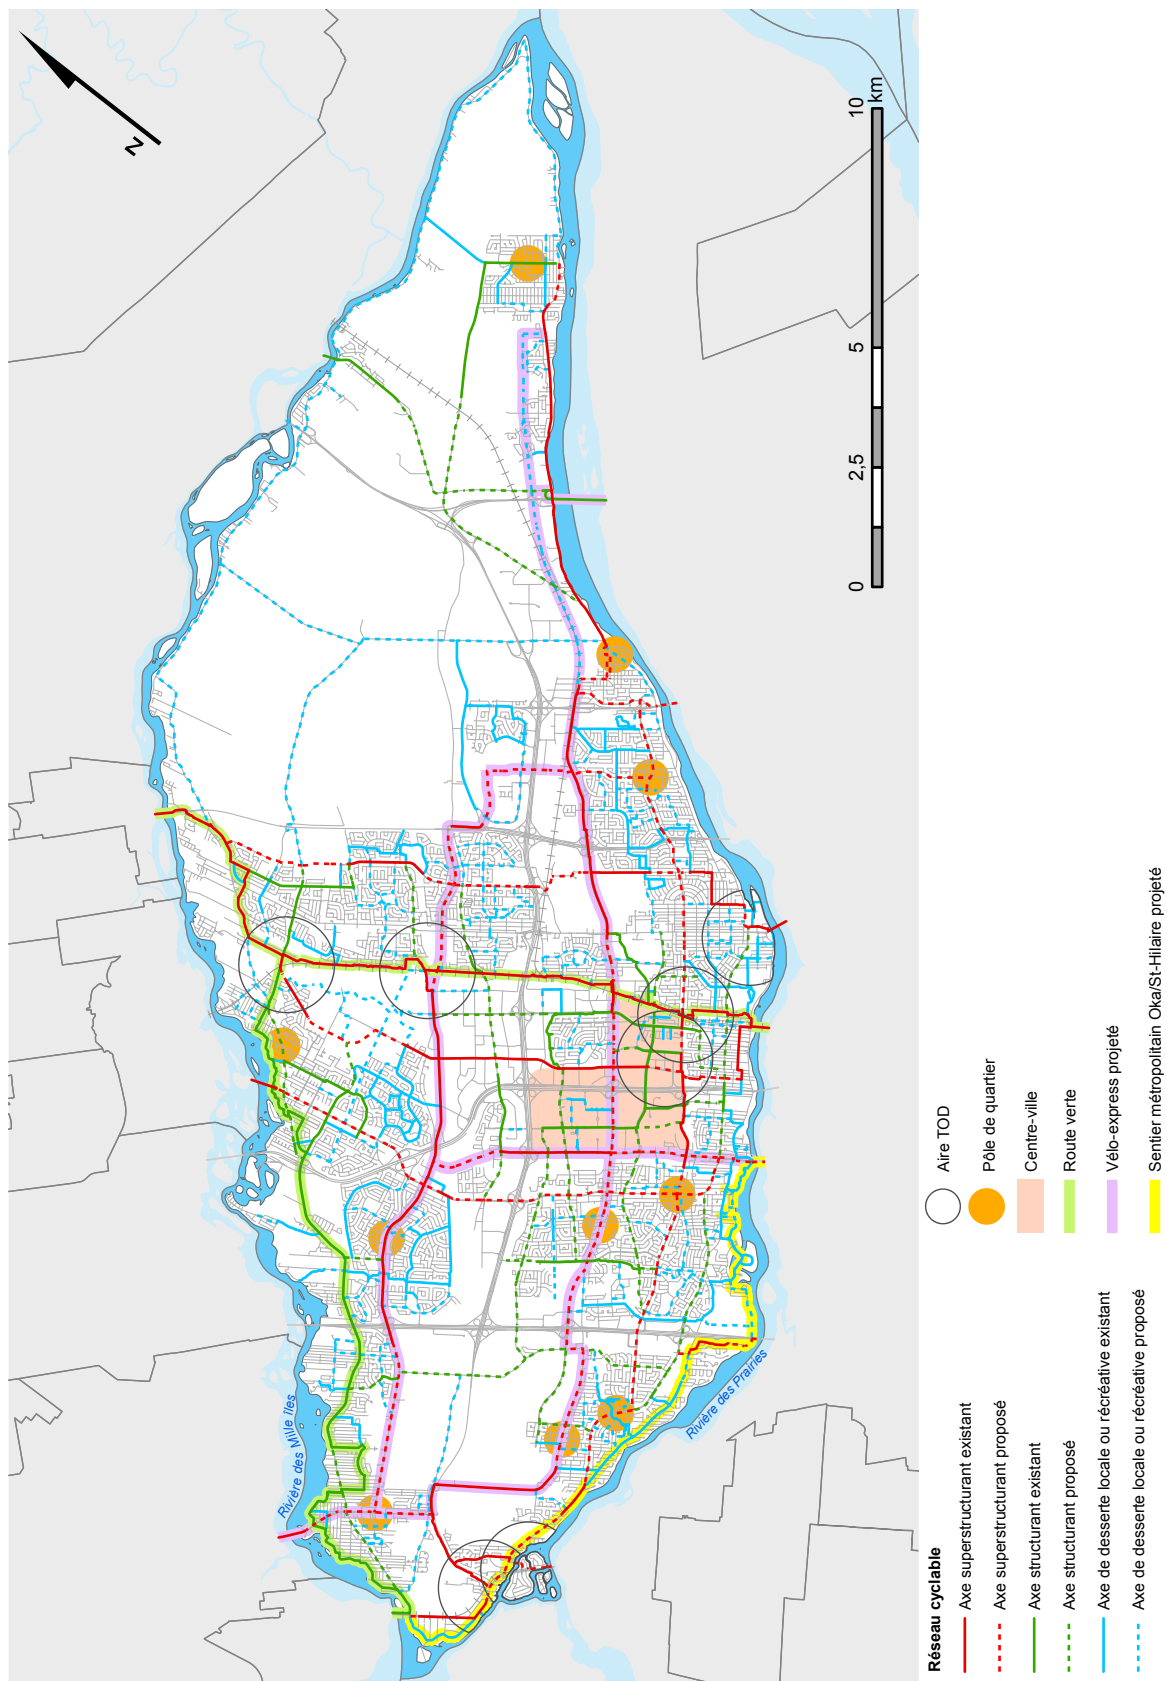 N
Rivière des Mille Îles
Rivière des Prairies
0
2,5
5
10
km
Réseau cyclable
Axe superstructurant existant
Axe superstructurant proposé
Axe structurant existant
Axe structurant proposé
Axe de desserte locale ou récréative existant
Axe de desserte locale ou récréative proposé
Aire TOD
Pôle de quartier
Centre-ville
Route verte
Vélo-express projeté
Sentier métropolitain Oka/St-Hilaire projeté